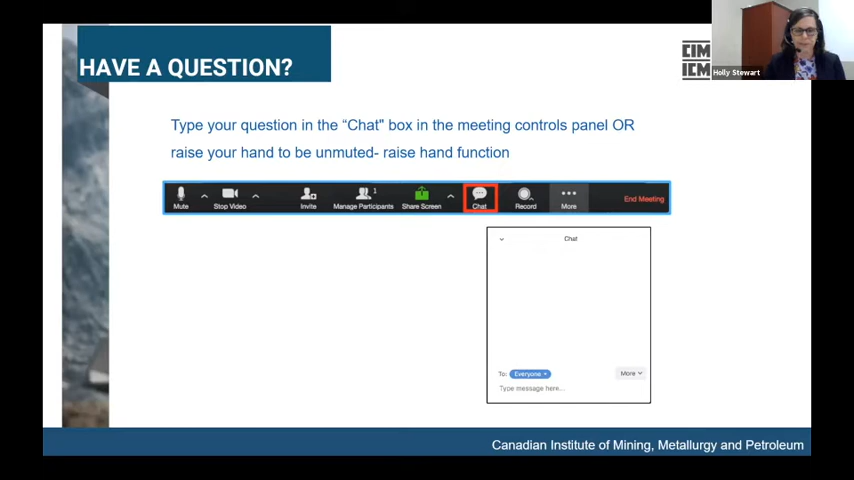 HAVE A QUESTION?
CIM
ICM
Holly Stewart
Type your question in the “Chat" box in the meeting controls panel OR
raise your hand to be unmuted- raise hand function
1
Mute Stop Video Invite Manage Participants Share Screen Chat Record More End Meeting
Chat
To: Everyone More
Type message here...
Canadian Institute of Mining, Metallurgy and Petroleum